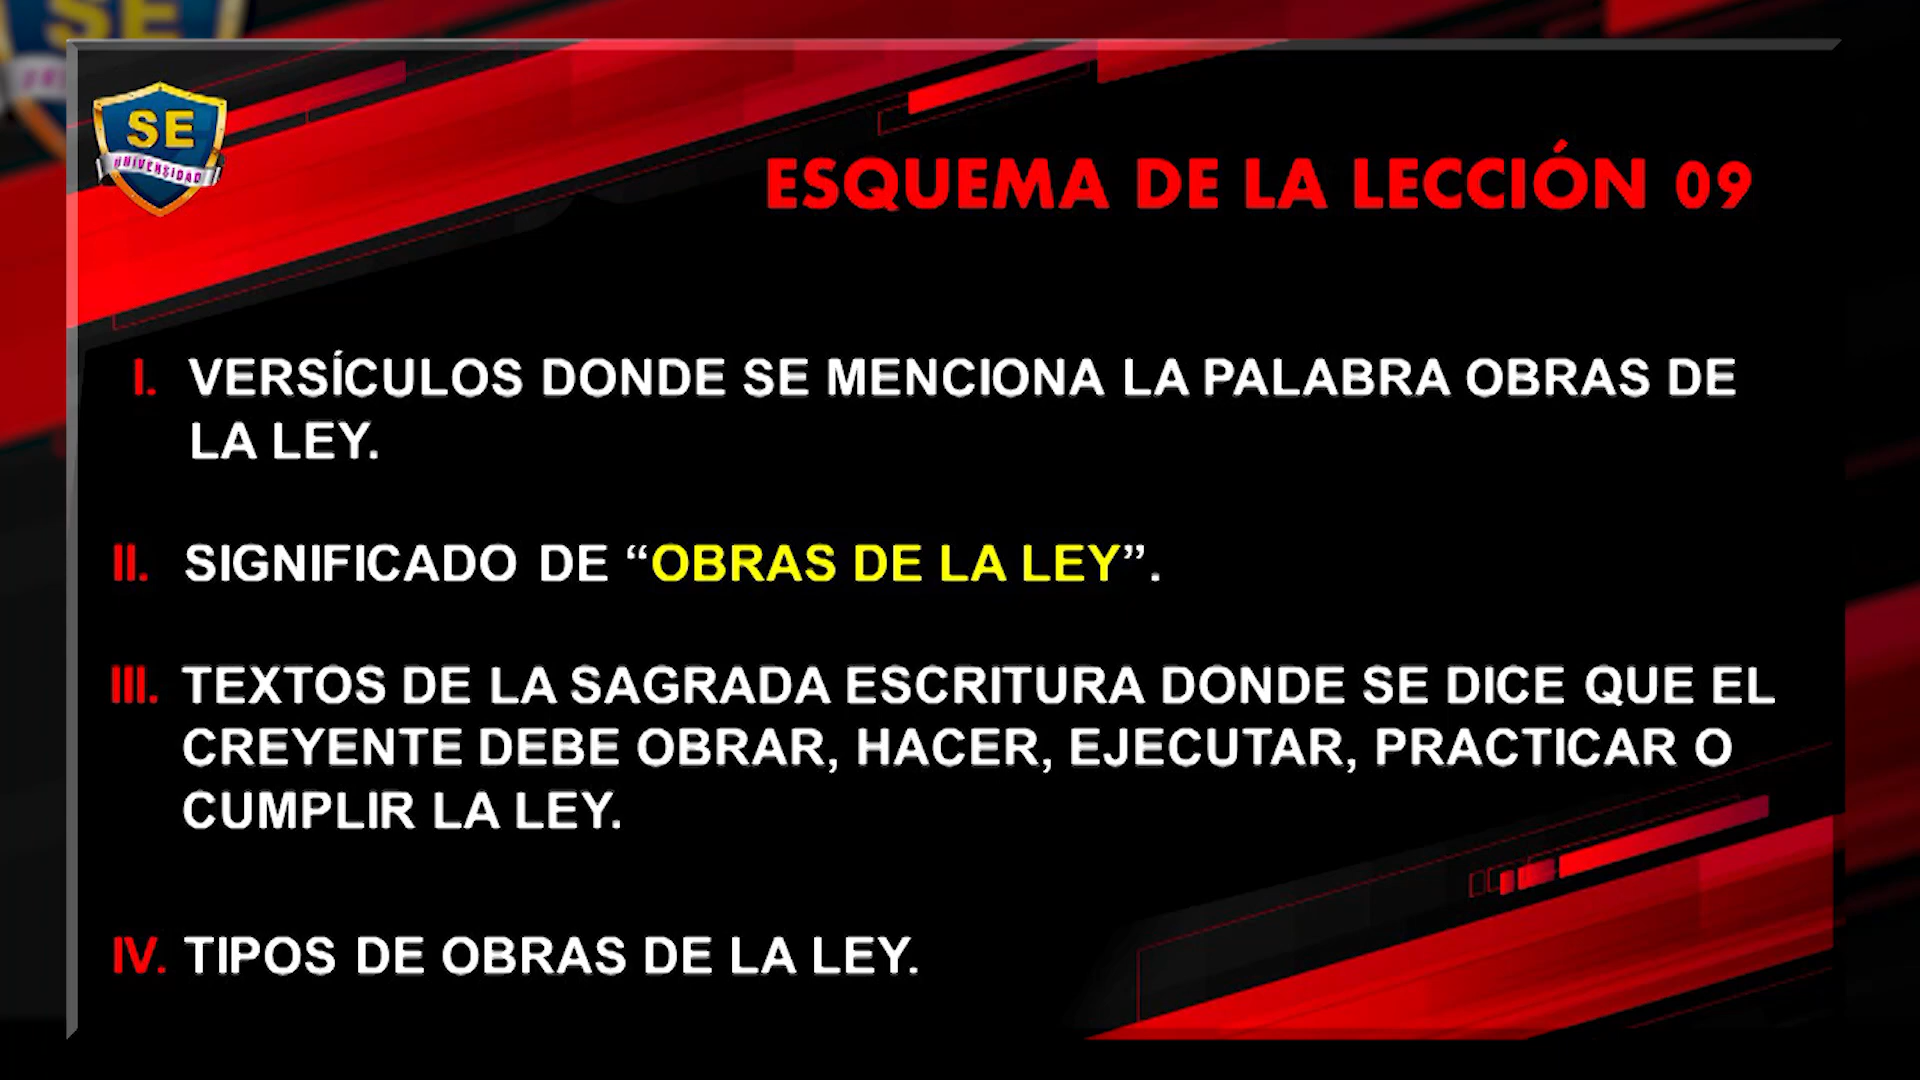 SE
UNIVERSIDAD
ESQUEMA DE LA LECCIÓN 09
I. VERSÍCULOS DONDE SE MENCIONA LA PALABRA OBRAS DE
LA LEY.
II. SIGNIFICADO DE “OBRAS DE LA LEY”.
III. TEXTOS DE LA SAGRADA ESCRITURA DONDE SE DICE QUE EL
CREYENTE DEBE OBRAR, HACER, EJECUTAR, PRACTICAR O
CUMPLIR LA LEY.
IV. TIPOS DE OBRAS DE LA LEY.